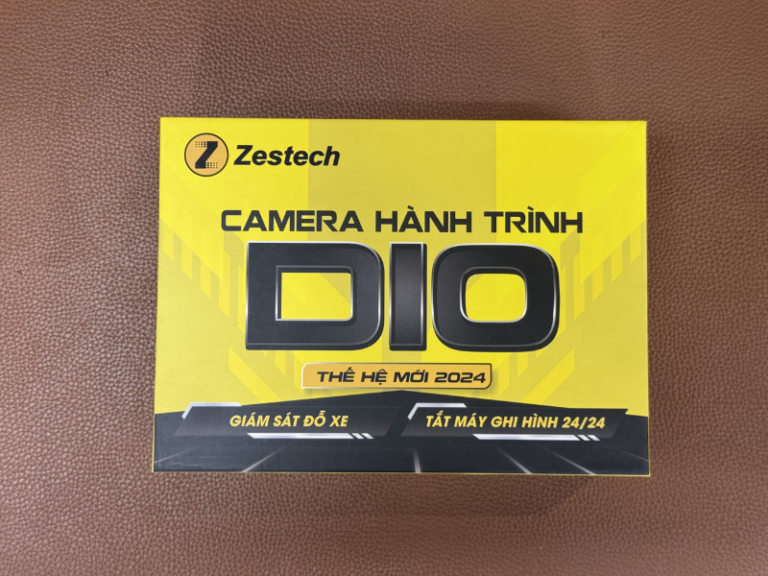 Z Zestech
CAMERA HÀNH TRÌNH
D10
THẾ HỆ MỚI 2024
GIÁM SÁT ĐỖ XE
TẮT MÁY GHI HÌNH 24/24